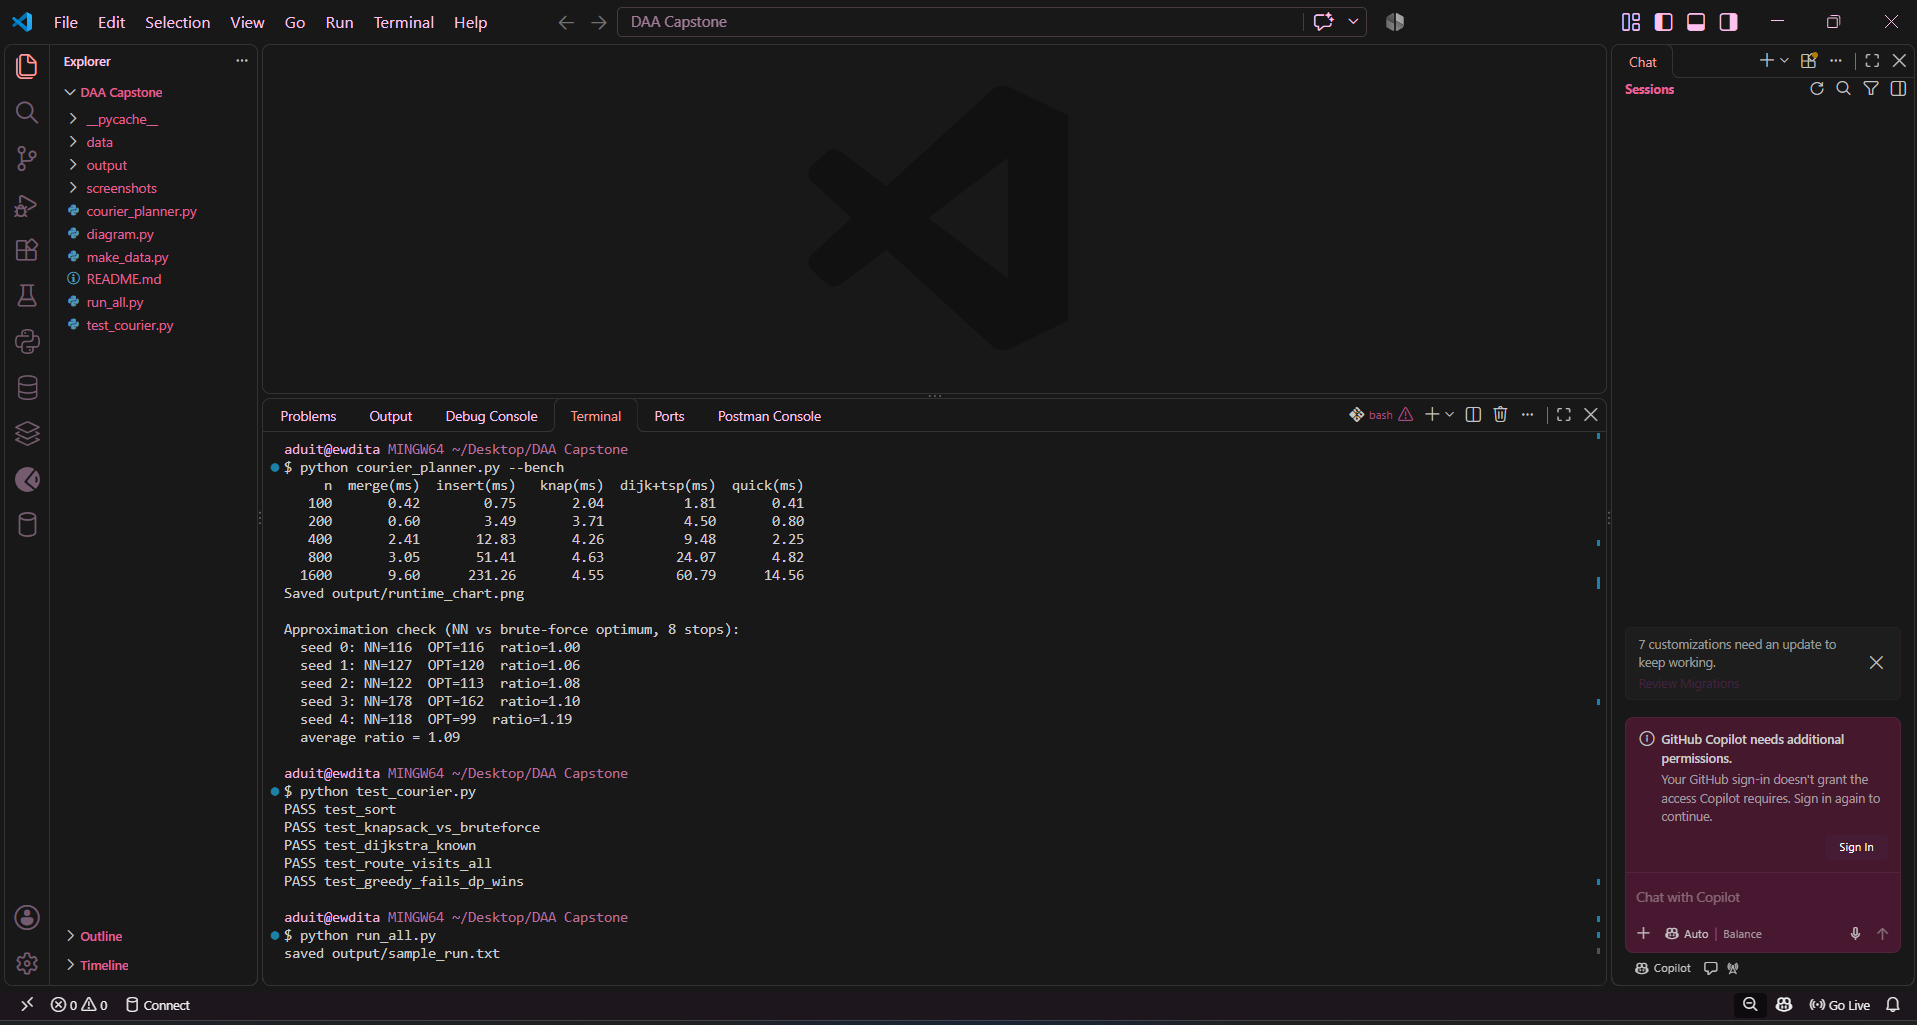 File Edit Selection View Go Run Terminal Help
DAA Capstone
Explorer
DAA Capstone
__pycache__
data
output
screenshots
courier_planner.py
diagram.py
make_data.py
README.md
run_all.py
test_courier.py
Outline
Timeline
Problems Output Debug Console Terminal Ports Postman Console
bash
aduit@ewdita MINGW64 ~/Desktop/DAA Capstone
$ python courier_planner.py --bench
n merge(ms) insert(ms) knap(ms) dijk+tsp(ms) quick(ms)
100 0.42 0.75 2.04 1.81 0.41
200 0.60 3.49 3.71 4.50 0.80
400 2.41 12.83 4.26 9.48 2.25
800 3.05 51.41 4.63 24.07 4.82
1600 9.60 231.26 4.55 60.79 14.56
Saved output/runtime_chart.png
Approximation check (NN vs brute-force optimum, 8 stops):
seed 0: NN=116 OPT=116 ratio=1.00
seed 1: NN=127 OPT=120 ratio=1.06
seed 2: NN=122 OPT=113 ratio=1.08
seed 3: NN=178 OPT=162 ratio=1.10
seed 4: NN=118 OPT=99 ratio=1.19
average ratio = 1.09
aduit@ewdita MINGW64 ~/Desktop/DAA Capstone
$ python test_courier.py
PASS test_sort
PASS test_knapsack_vs_bruteforce
PASS test_dijkstra_known
PASS test_route_visits_all
PASS test_greedy_fails_dp_wins
aduit@ewdita MINGW64 ~/Desktop/DAA Capstone
$ python run_all.py
saved output/sample_run.txt
Chat
Sessions
7 customizations need an update to
keep working.
Review Migrations
GitHub Copilot needs additional
permissions.
Your GitHub sign-in doesn't grant the
access Copilot requires. Sign in again to
continue.
Sign In
Chat with Copilot
Auto | Balance
Copilot
0 0 Connect
Go Live